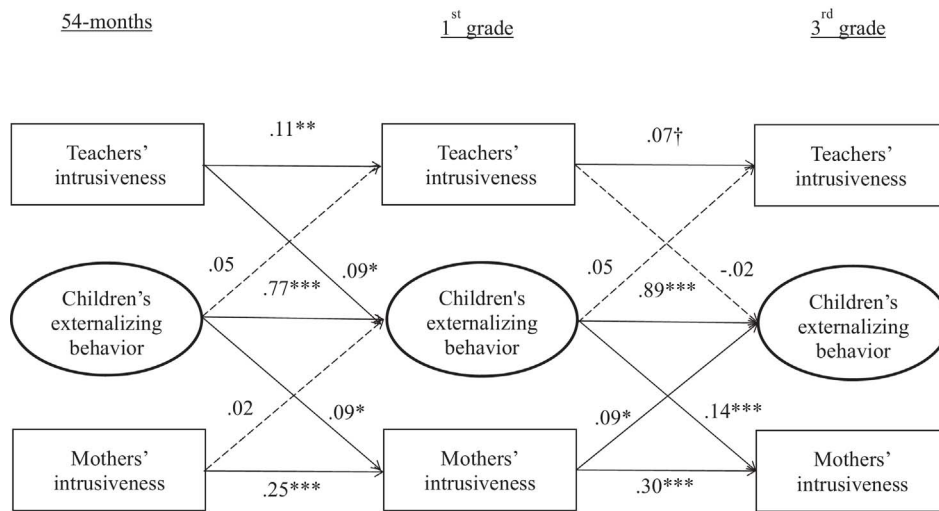 54-months
1st grade
3rd grade
.11**
.07†
Teachers'
intrusiveness
Teachers'
intrusiveness
Teachers'
intrusiveness
.05
.09*
.05
-.02
.77***
.89***
Children's
externalizing
behavior
Children's
externalizing
behavior
Children's
externalizing
behavior
.02
.09*
.09*
.14***
Mothers'
intrusiveness
Mothers'
intrusiveness
Mothers'
intrusiveness
.25***
.30***